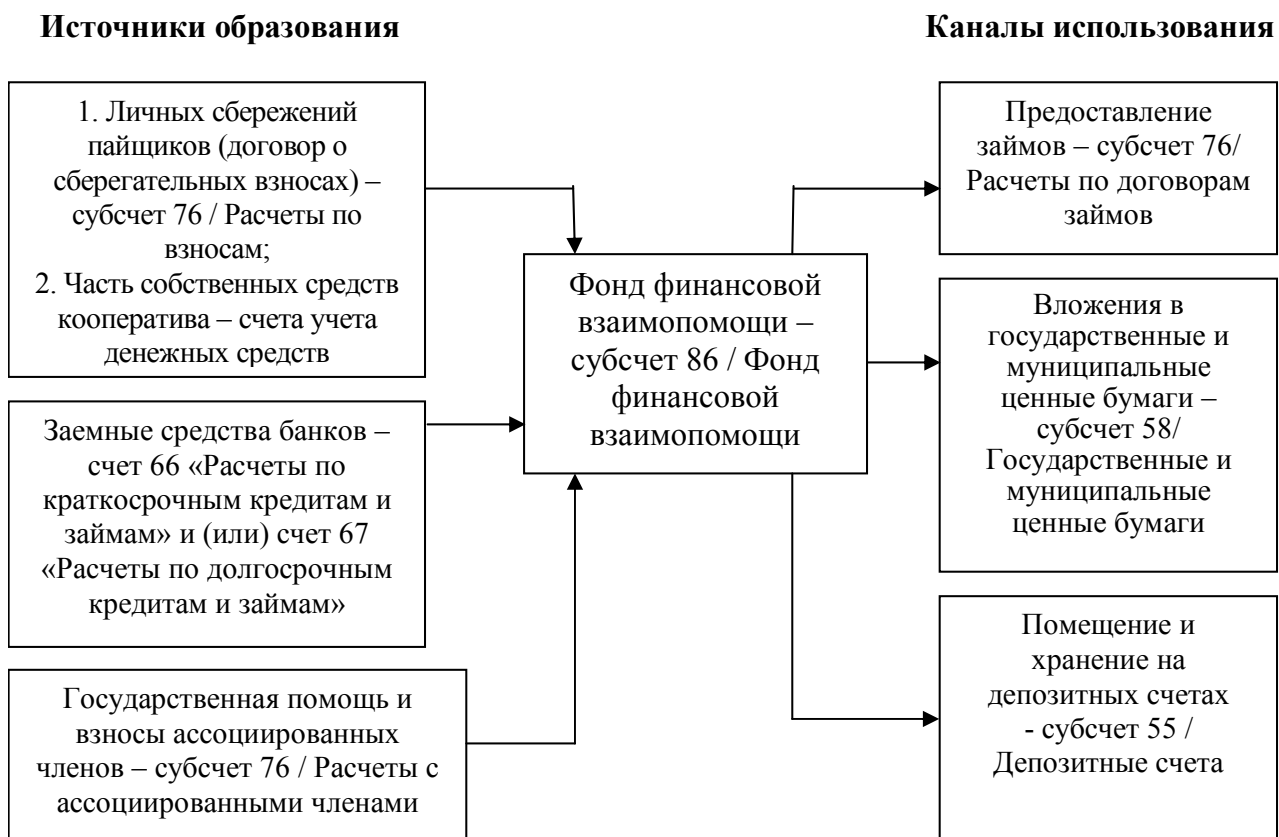 Источники образования
Каналы использования
1. Личных сбережений
пайщиков (договор о
сберегательных взносах) –
субсчет 76 / Расчеты по
взносам;
2. Часть собственных средств
кооператива – счета учета
денежных средств
Заемные средства банков –
счет 66 «Расчеты по
краткосрочным кредитам и
займам» и (или) счет 67
«Расчеты по долгосрочным
кредитам и займам»
Государственная помощь и
взносы ассоциированных
членов – субсчет 76 / Расчеты с
ассоциированными членами
Фонд финансовой
взаимопомощи –
субсчет 86 / Фонд
финансовой
взаимопомощи
Предоставление
займов – субсчет 76/
Расчеты по договорам
займов
Вложения в
государственные и
муниципальные
ценные бумаги –
субсчет 58/
Государственные и
муниципальные
ценные бумаги
Помещение и
хранение на
депозитных счетах
- субсчет 55 /
Депозитные счета